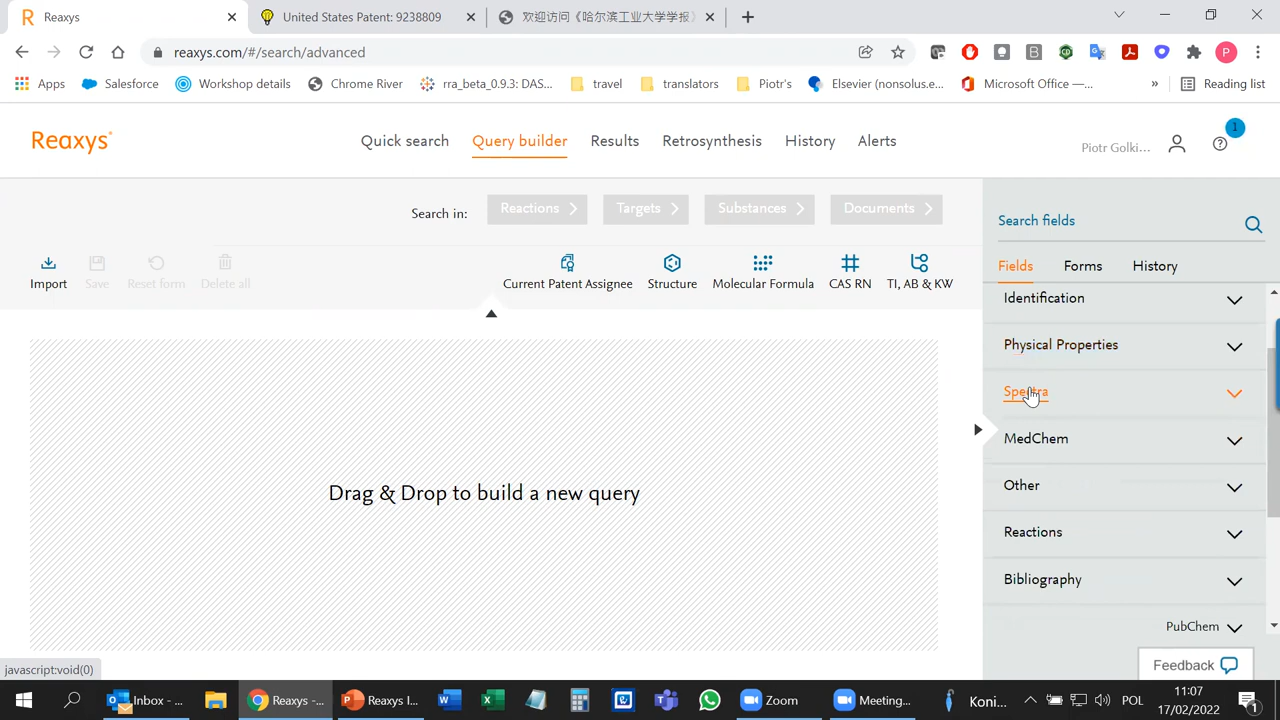 Reaxys
United States Patent: 9238809
欢迎访问《哈尔滨工业大学学报》
reaxys.com/#/search/advanced
P
Apps
Salesforce
Workshop details
Chrome River
rra_beta_0.9.3: DAS...
travel
translators
Piotr's
Elsevier (nonsolus.e...
Microsoft Office —...
»
Reading list
Reaxys
Quick search
Query builder
Results
Retrosynthesis
History
Alerts
Piotr Golki...
1
Search in:
Reactions
Targets
Substances
Documents
Search fields
Import
Save
Reset form
Delete all
Current Patent Assignee
Structure
Molecular Formula
CAS RN
TI, AB & KW
Fields
Forms
History
Identification
Physical Properties
Spectra
MedChem
Other
Reactions
Bibliography
PubChem
Drag & Drop to build a new query
Feedback
javascript:void(0)
Inbox - ...
Reaxys -...
Reaxys I...
Zoom
Meeting...
Koni...
POL
11:07
17/02/2022
1